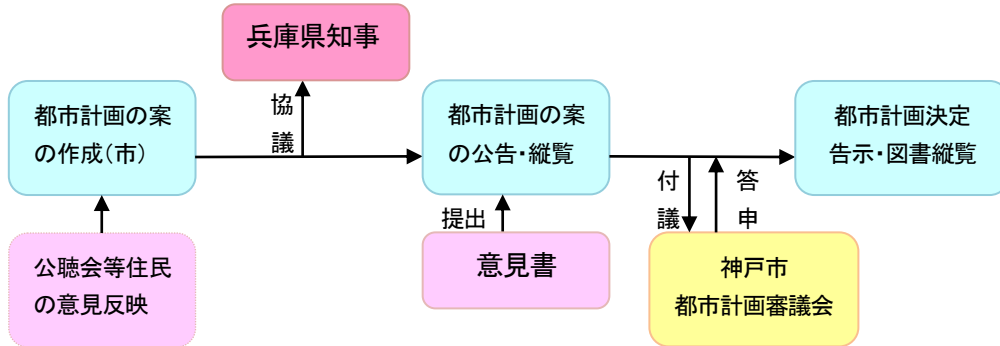 兵庫県知事
協議
都市計画の案
の作成(市)
都市計画の案
の公告・縦覧
都市計画決定
告示・図書縦覧
付議
答申
提出
公聴会等住民
の意見反映
意見書
神戸市
都市計画審議会